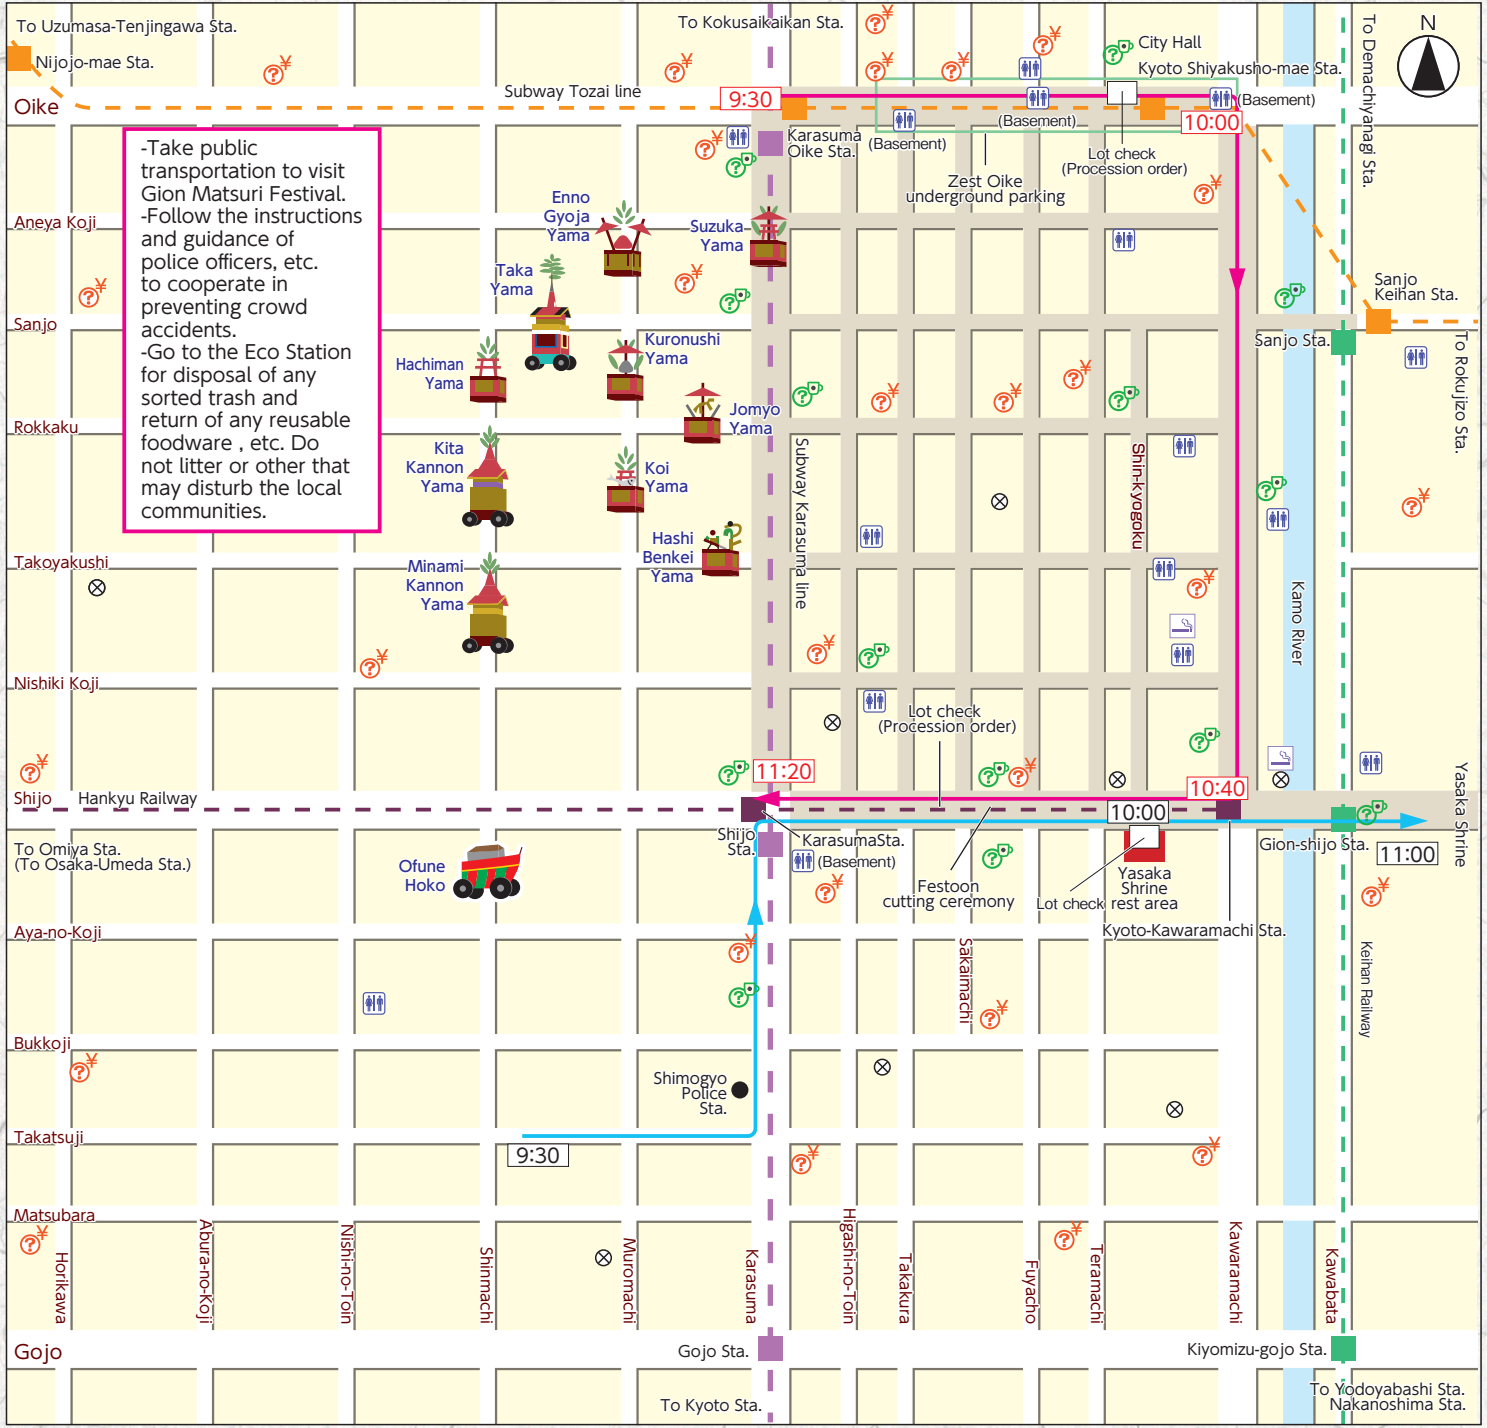 To Uzumasa-Tenjingawa Sta.
Nijojo-mae Sta.
To Kokusaikaikan Sta.
City Hall
Kyoto Shiyakusho-mae Sta.
To Demachiyanagi Sta.
N
Oike
Subway Tozai line
9:30
(Basement)
(Basement)
(Basement)
10:00
Karasuma
Oike Sta.
Lot check
(Procession order)
Zest Oike
underground parking
-Take public
transportation to visit
Gion Matsuri Festival.
-Follow the instructions
and guidance of
police officers, etc.
to cooperate in
preventing crowd
accidents.
-Go to the Eco Station
for disposal of any
sorted trash and
return of any reusable
foodware , etc. Do
not litter or other that
may disturb the local
communities.
Aneya Koji
Enno
Gyoja
Yama
Suzuka
Yama
Taka
Yama
Sanjo
Keihan Sta.
Sanjo
Sanjo Sta.
To Rokujizo Sta.
Hachiman
Yama
Kuronushi
Yama
Jomyo
Yama
Rokkaku
Kita
Kannon
Yama
Koi
Yama
Subway Karasuma line
Shin-kyogoku
Hashi
Benkei
Yama
Takoyakushi
Minami
Kannon
Yama
Kamo River
Nishiki Koji
Lot check
(Procession order)
11:20
10:40
Shijo
Hankyu Railway
10:00
Yasaka Shrine
To Omiya Sta.
(To Osaka-Umeda Sta.)
Shijo
Sta.
KarasumaSta.
(Basement)
Gion-shijo Sta.
11:00
Ofune
Hoko
Festoon
cutting ceremony
Yasaka
Shrine
rest area
Lot check
Kyoto-Kawaramachi Sta.
Aya-no-Koji
Sakaimachi
Keihan Railway
Bukkoji
Shimogyo
Police
Sta.
Takatsuji
9:30
Matsubara
Horikawa
Abura-no-Koji
Nishi-no-Toin
Shinmachi
Muromachi
Karasuma
Higashi-no-Toin
Takakura
Fuyacho
Teramachi
Kawaramachi
Kawabata
Gojo
Gojo Sta.
Kiyomizu-gojo Sta.
To Kyoto Sta.
To Yodoyabashi Sta.
Nakanoshima Sta.